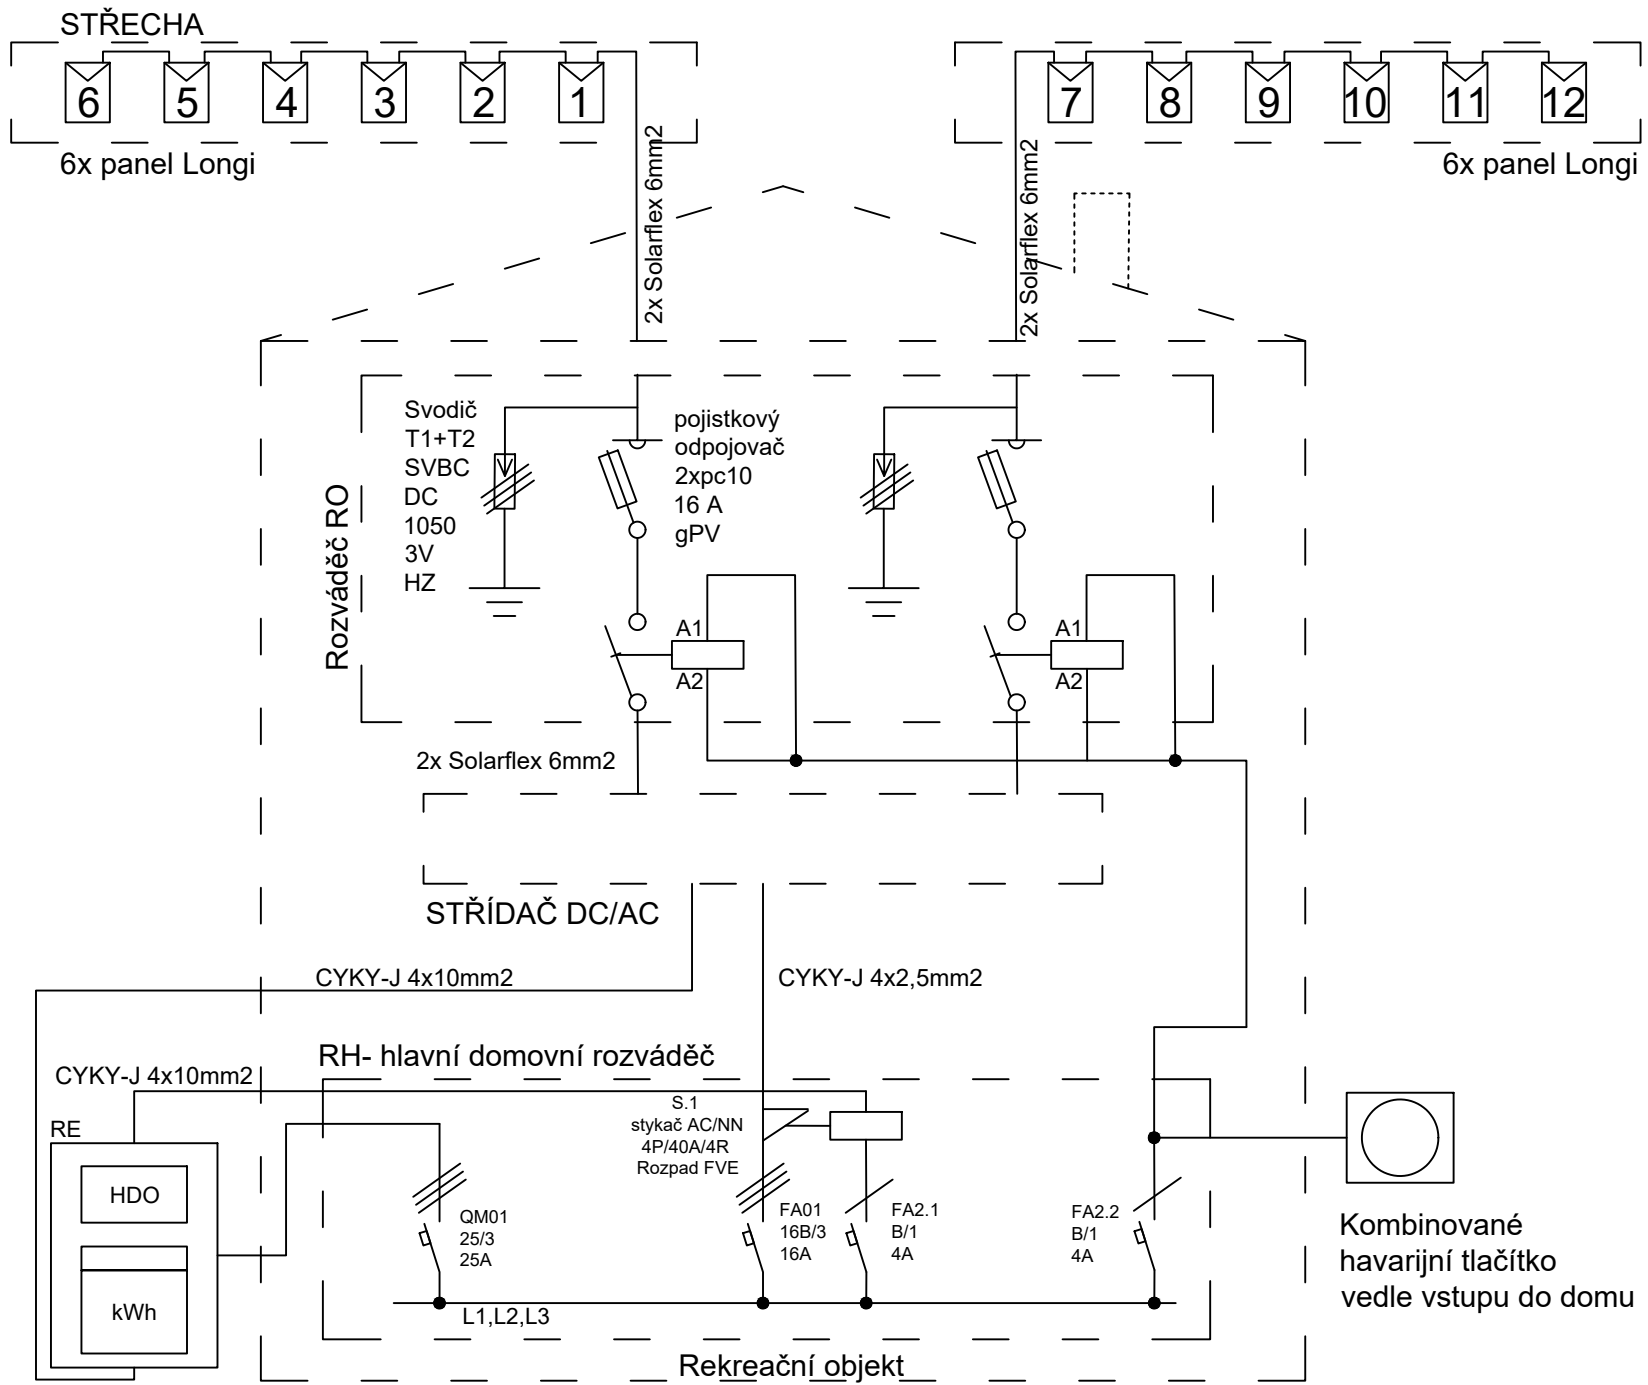 STŘECHA
6
5
4
3
2
1
7
8
9
10
11
12
6x panel Longi
6x panel Longi
2x Solarflex 6mm2
2x Solarflex 6mm2
Rozváděč RO
Svodič
T1+T2
SVBC
DC
1050
3V
HZ
pojistkový
odpojovač
2xpc10
16 A
gPV
A1
A2
A1
A2
2x Solarflex 6mm2
STŘÍDAČ DC/AC
CYKY-J 4x10mm2
CYKY-J 4x2,5mm2
RH- hlavní domovní rozváděč
CYKY-J 4x10mm2
RE
HDO
kWh
S.1
stykač AC/NN
4P/40A/4R
Rozpad FVE
QM01
25/3
25A
FA01
16B/3
16A
FA2.1
B/1
4A
FA2.2
B/1
4A
L1,L2,L3
Kombinované
havarijní tlačítko
vedle vstupu do domu
Rekreační objekt